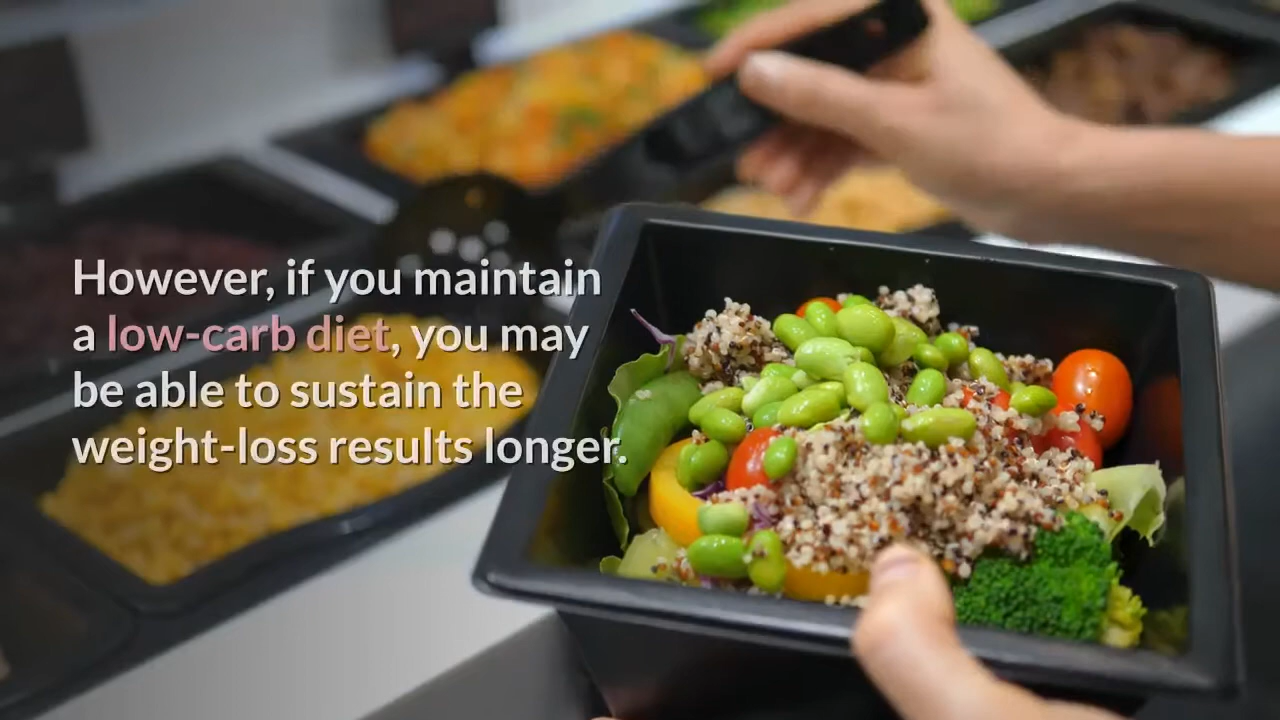 However, if you maintain
a low-carb diet, you may
be able to sustain the
weight-loss results longer.